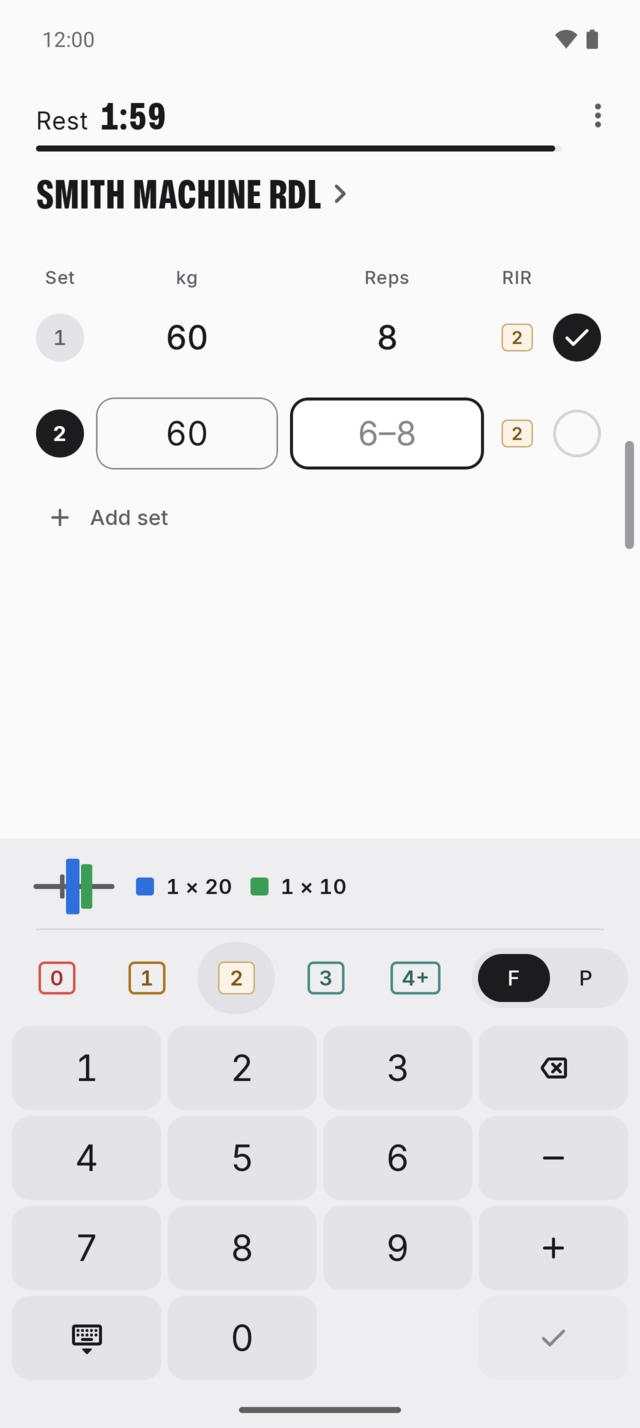 12:00
Rest 1:59
SMITH MACHINE RDL
Set kg Reps RIR
1 60 8 2
2 60 6–8 2
+ Add set
1 × 20 1 × 10
0 1 2 3 4+ F P
1 2 3
4 5 6 −
7 8 9 +
0